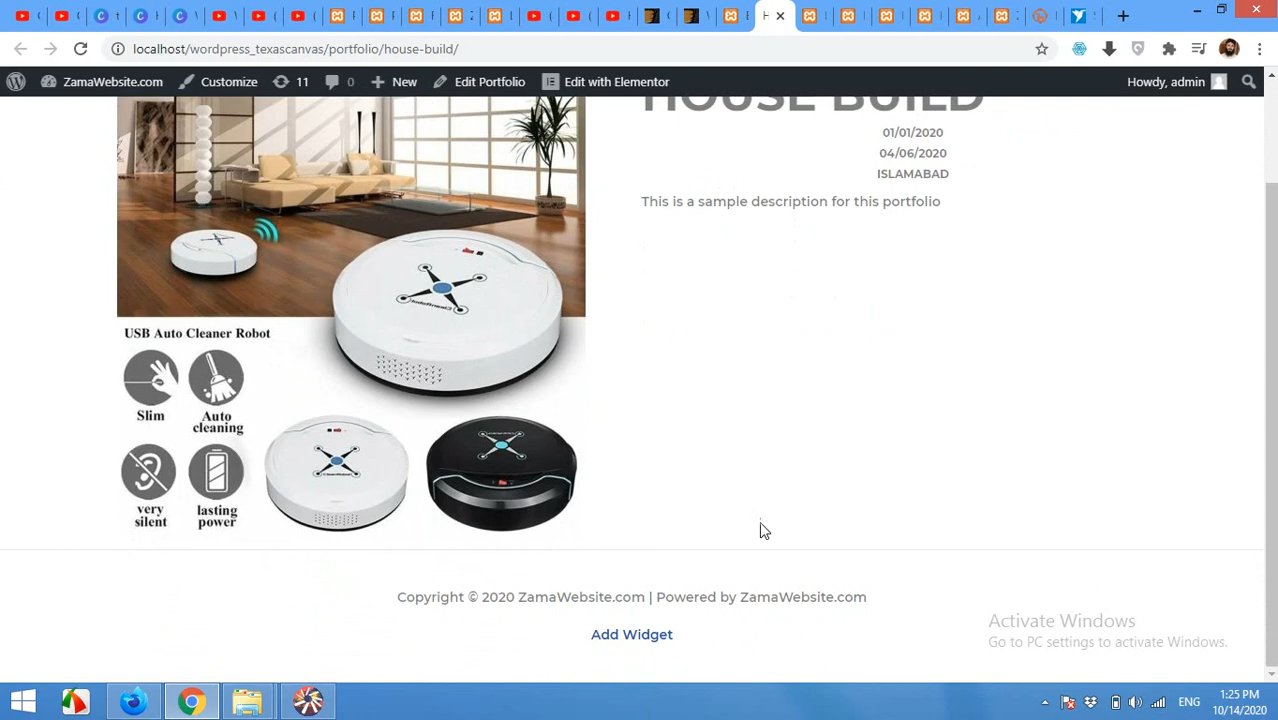 localhost/wordpress_texascanvas/portfolio/house-build/
ZamaWebsite.com
Customize
11
0
New
Edit Portfolio
Edit with Elementor
Howdy, admin
HOUSE BUILD
01/01/2020
04/06/2020
ISLAMABAD
This is a sample description for this portfolio
USB Auto Cleaner Robot
Slim
Auto cleaning
very silent
lasting power
Copyright © 2020 ZamaWebsite.com | Powered by ZamaWebsite.com
Add Widget
Activate Windows
Go to PC settings to activate Windows.
ENG
1:25 PM
10/14/2020